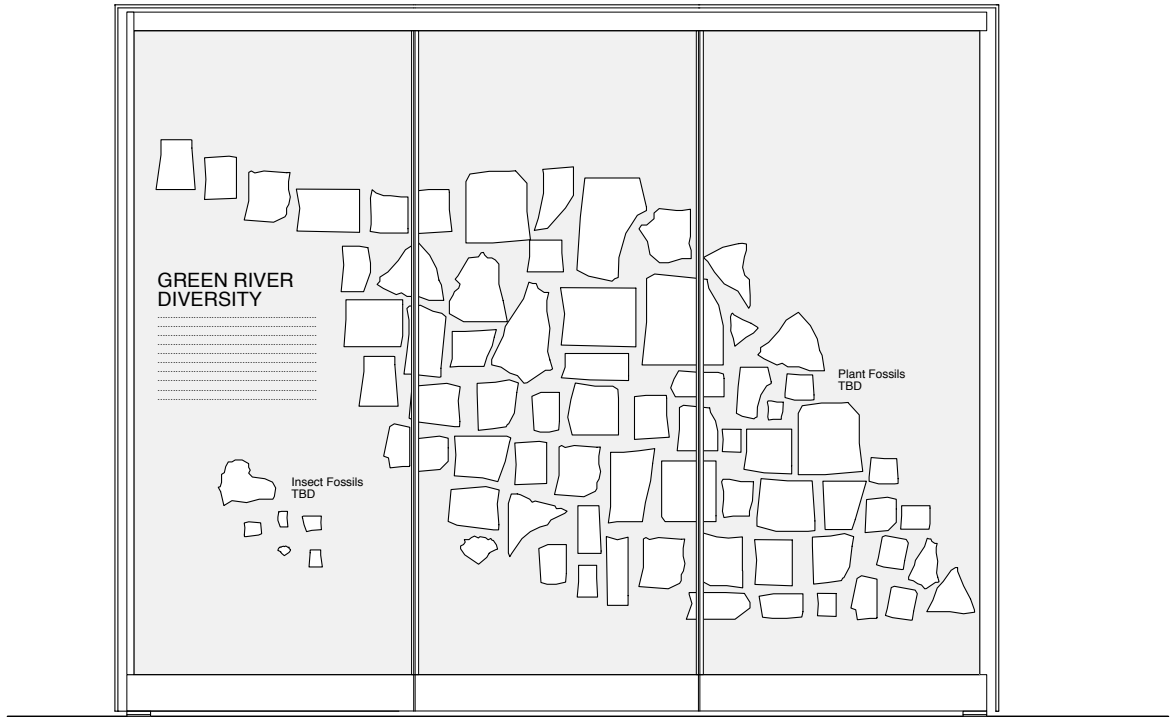 GREEN RIVER
DIVERSITY
Plant Fossils
TBD
Insect Fossils
TBD